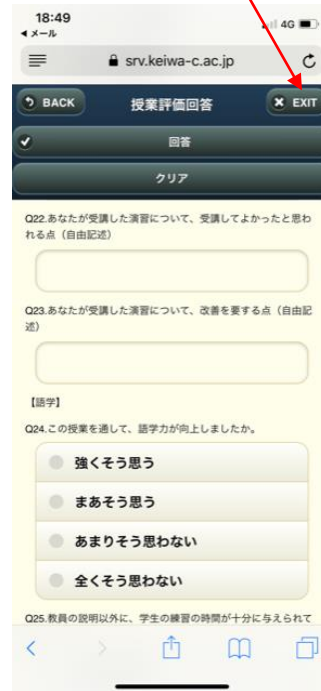 18:49
4G
◀ メール
srv.keiwa-c.ac.jp
BACK
授業評価回答
EXIT
回答
クリア
Q22.あなたが受講した演習について、受講してよかったと思わ
れる点（自由記述）
Q23.あなたが受講した演習について、改善を要する点（自由記
述）
【語学】
Q24.この授業を通して、語学力が向上しましたか。
強くそう思う
まあそう思う
あまりそう思わない
全くそう思わない
Q25.教員の説明以外に、学生の練習の時間が十分に与えられて